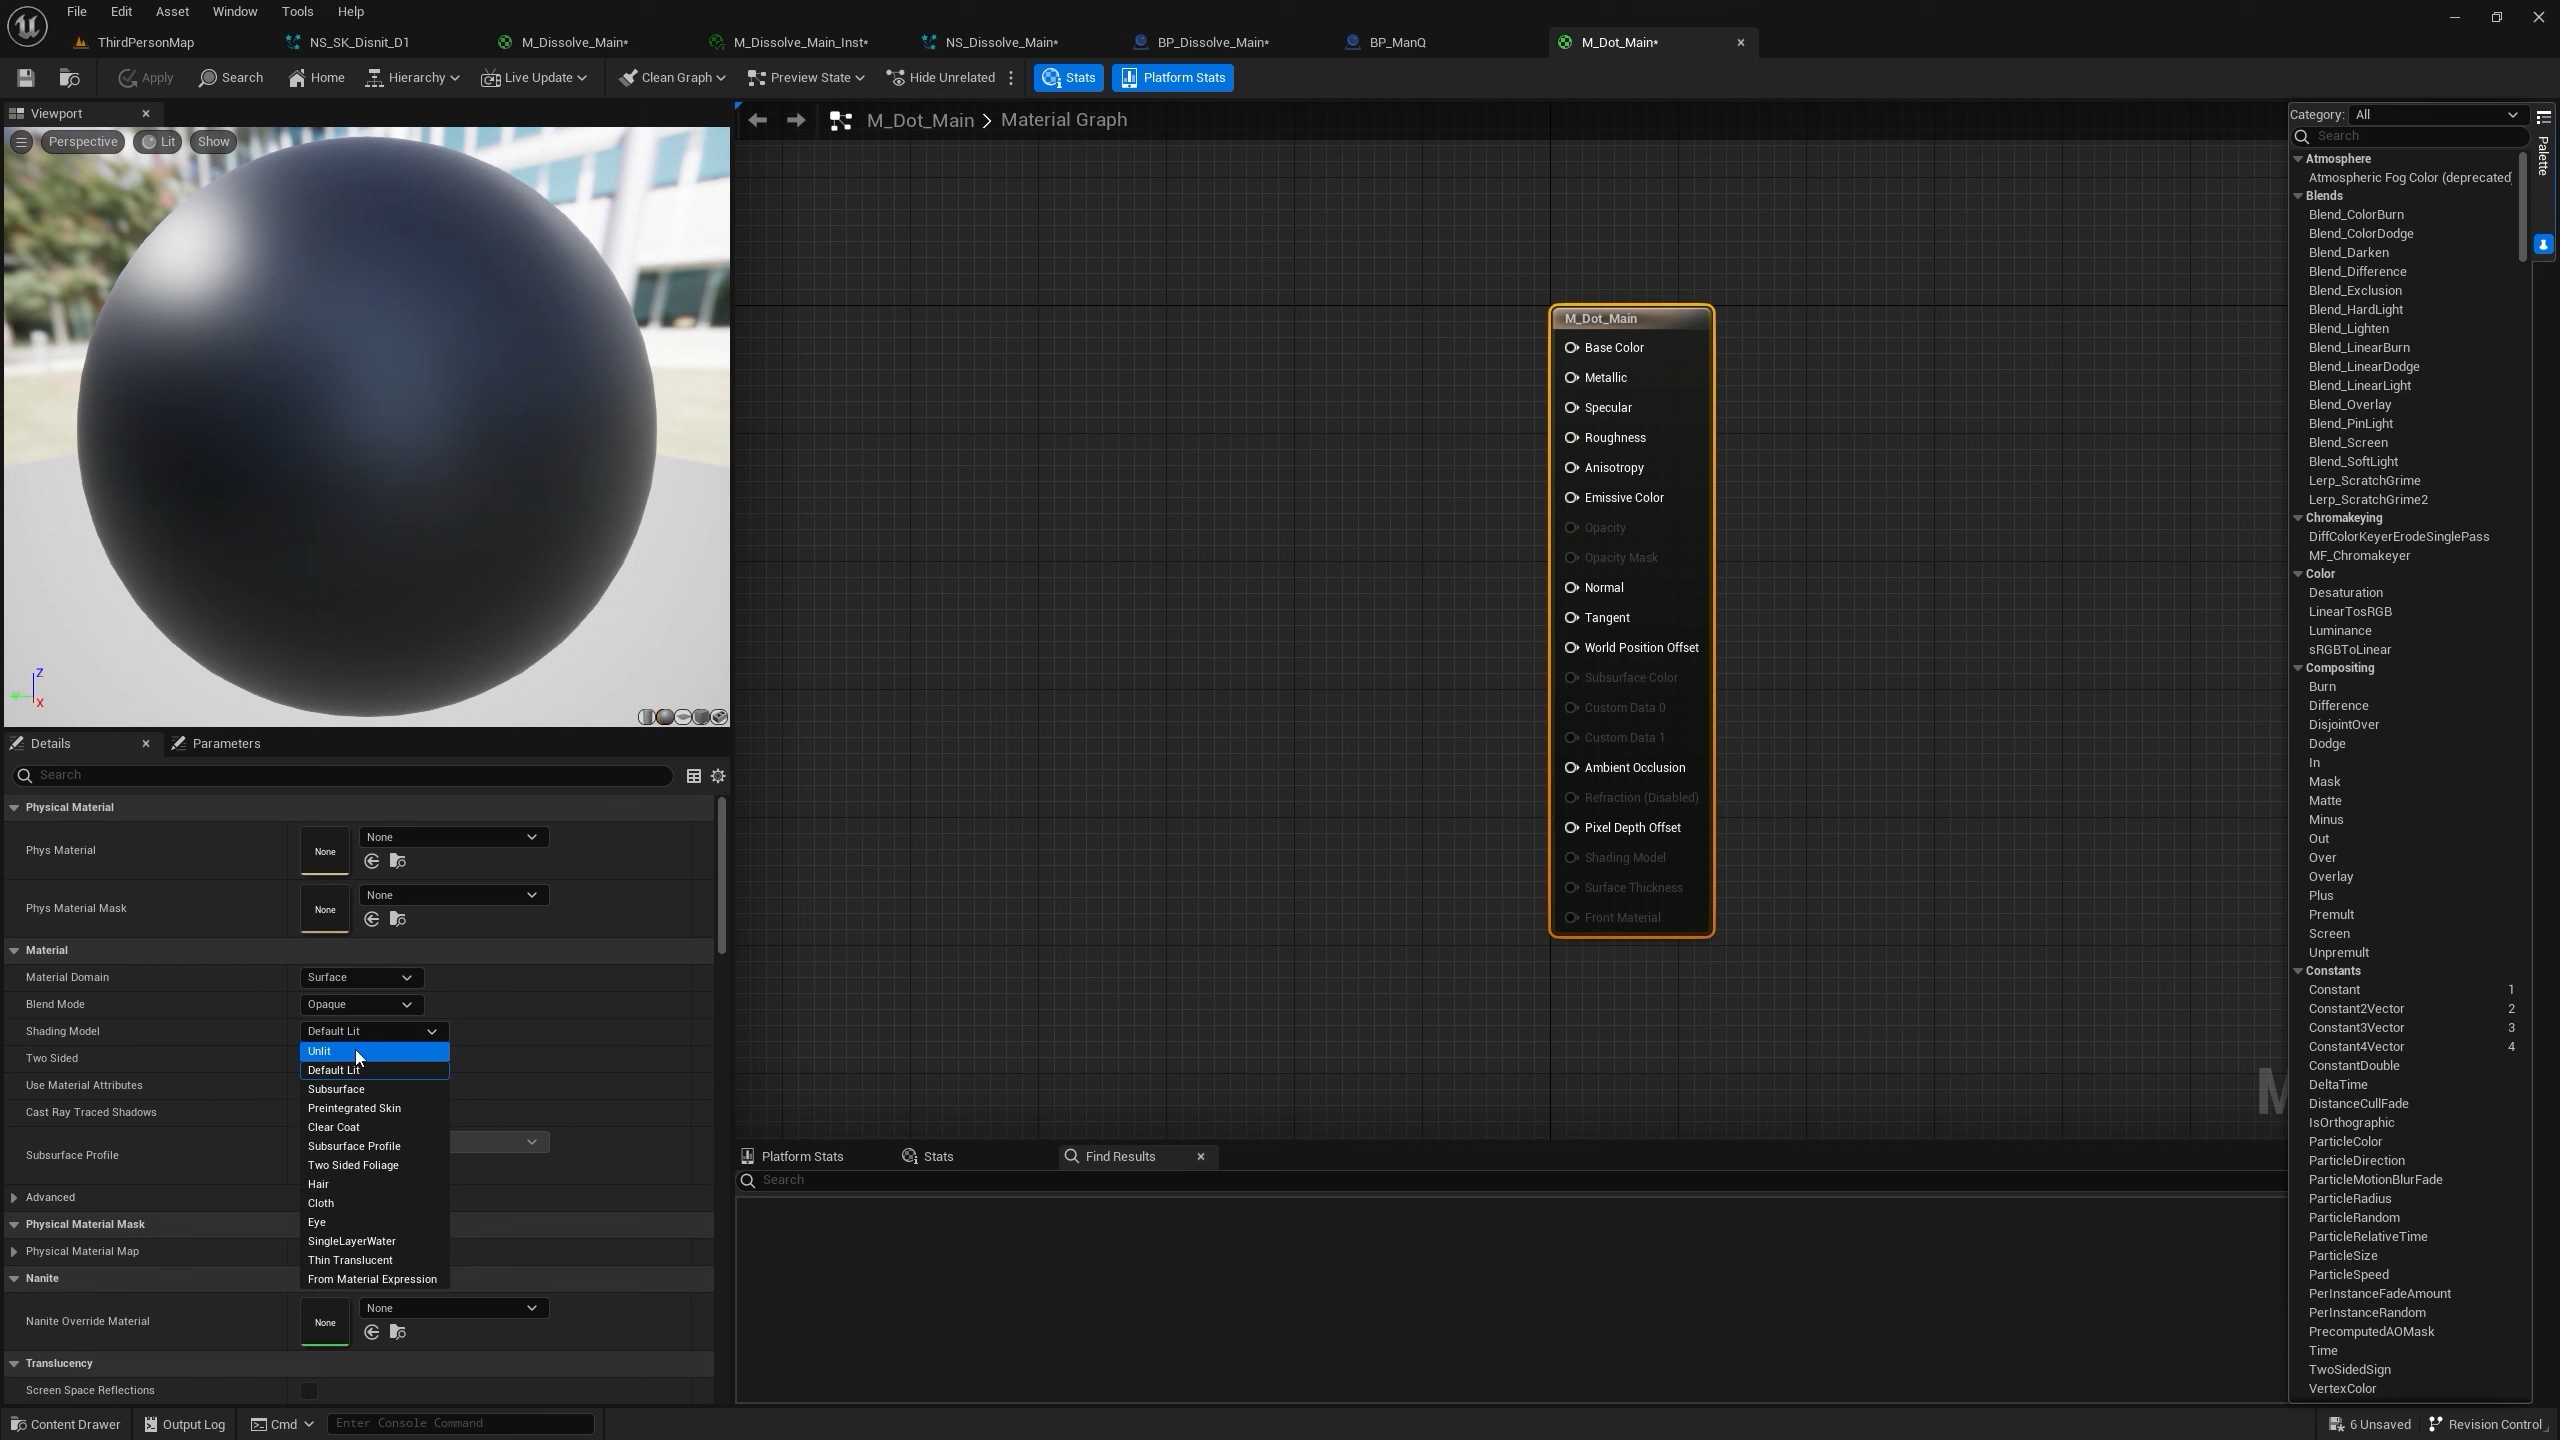 File Edit Asset Window Tools Help
ThirdPersonMap NS_SK_Disnit_D1 M_Dissolve_Main* M_Dissolve_Main_Inst* NS_Dissolve_Main* BP_Dissolve_Main* BP_ManQ M_Dot_Main*
Apply Search Home Hierarchy Live Update Clean Graph Preview State Hide Unrelated Stats Platform Stats
Viewport
Perspective Lit Show
Z
X
M_Dot_Main > Material Graph
M_Dot_Main
Base Color
Metallic
Specular
Roughness
Anisotropy
Emissive Color
Opacity
Opacity Mask
Normal
Tangent
World Position Offset
Subsurface Color
Custom Data 0
Custom Data 1
Ambient Occlusion
Refraction (Disabled)
Pixel Depth Offset
Shading Model
Surface Thickness
Front Material
M
Details Parameters
Search
Physical Material
Phys Material None None
Phys Material Mask None None
Material
Material Domain Surface
Blend Mode Opaque
Shading Model Default Lit
Two Sided
Use Material Attributes
Cast Ray Traced Shadows
Subsurface Profile
Advanced
Physical Material Mask
Physical Material Map
Nanite
Unlit
Default Lit
Subsurface
Preintegrated Skin
Clear Coat
Subsurface Profile
Two Sided Foliage
Hair
Cloth
Eye
SingleLayerWater
Thin Translucent
From Material Expression
Nanite Override Material None None
Translucency
Screen Space Reflections
Platform Stats Stats Find Results
Search
Category: All
Search
Palette
Atmosphere
Atmospheric Fog Color (deprecated)
Blends
Blend_ColorBurn
Blend_ColorDodge
Blend_Darken
Blend_Difference
Blend_Exclusion
Blend_HardLight
Blend_Lighten
Blend_LinearBurn
Blend_LinearDodge
Blend_LinearLight
Blend_Overlay
Blend_PinLight
Blend_Screen
Blend_SoftLight
Lerp_ScratchGrime
Lerp_ScratchGrime2
Chromakeying
DiffColorKeyerErodeSinglePass
MF_Chromakeyer
Color
Desaturation
LinearTosRGB
Luminance
sRGBToLinear
Compositing
Burn
Difference
DisjointOver
Dodge
In
Mask
Matte
Minus
Out
Over
Overlay
Plus
Premult
Screen
Unpremult
Constants
Constant 1
Constant2Vector 2
Constant3Vector 3
Constant4Vector 4
ConstantDouble
DeltaTime
DistanceCullFade
IsOrthographic
ParticleColor
ParticleDirection
ParticleMotionBlurFade
ParticleRadius
ParticleRandom
ParticleRelativeTime
ParticleSize
ParticleSpeed
PerInstanceFadeAmount
PerInstanceRandom
PrecomputedAOMask
Time
TwoSidedSign
VertexColor
Content Drawer Output Log Cmd Enter Console Command 6 Unsaved Revision Control